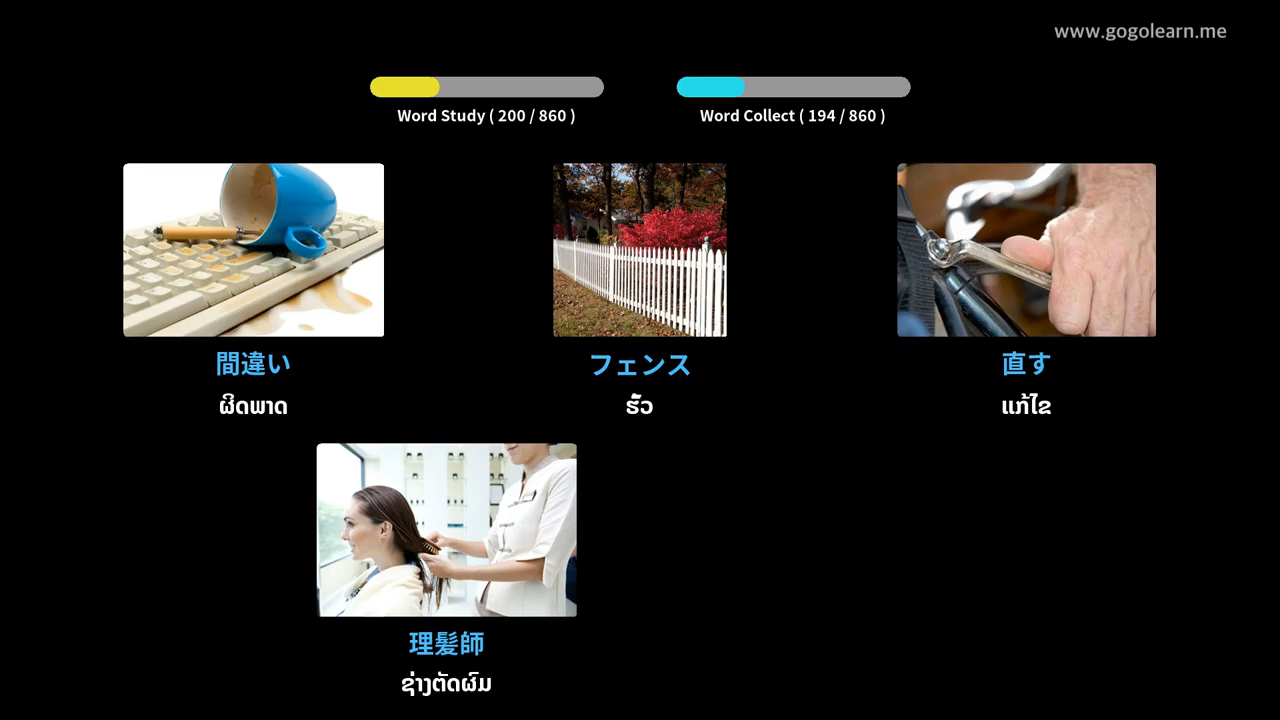 www.gogolearn.me
Word Study ( 200 / 860 )
Word Collect ( 194 / 860 )
間違い
フェンス
直す
ຜິດພາດ
ຮົ້ວ
ແກ້ໄຂ
理髪師
ຊ່າງຕັດຜົມ